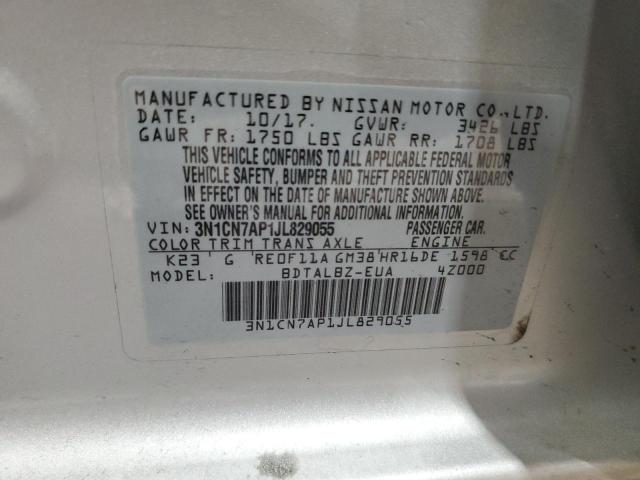 MANUFACTURED BY NISSAN MOTOR CO., LTD.
DATE: 10/17. GVWR: 3426 LBS
GAWR FR: 1750 LBS GAWR RR: 1708 LBS
THIS VEHICLE CONFORMS TO ALL APPLICABLE FEDERAL MOTOR
VEHICLE SAFETY, BUMPER AND THEFT PREVENTION STANDARDS
IN EFFECT ON THE DATE OF MANUFACTURE SHOWN ABOVE.
SEE OWNER'S MANUAL FOR ADDITIONAL INFORMATION.
VIN: 3N1CN7AP1JL829055 PASSENGER CAR.
COLOR TRIM TRANS AXLE ENGINE
K23 G RE0F11A GM38 HR16DE 1598 CC
MODEL: BDTALBZ-EUA 4Z000
3N1CN7AP1JL829055